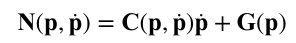 N(p, ṗ) = C(p, ṗ)ṗ + G(p)